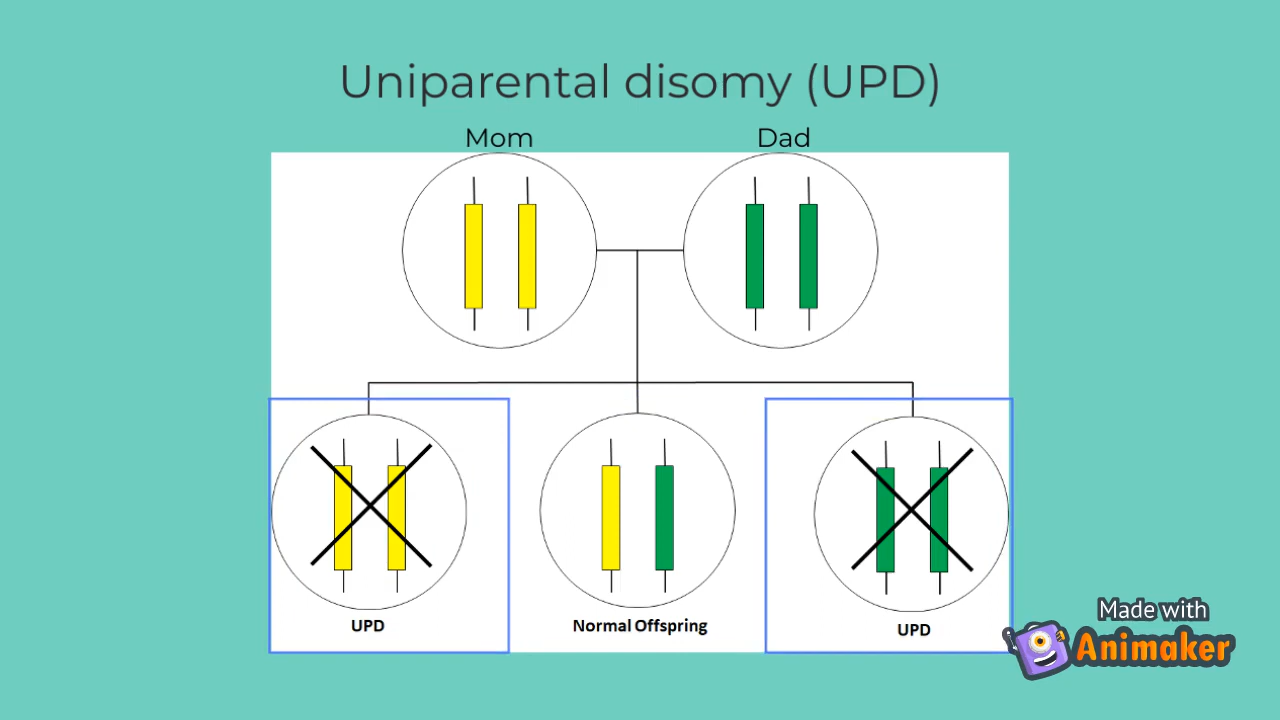 Uniparental disomy (UPD)
Mom
Dad
UPD
Normal Offspring
UPD
Made with
Animaker